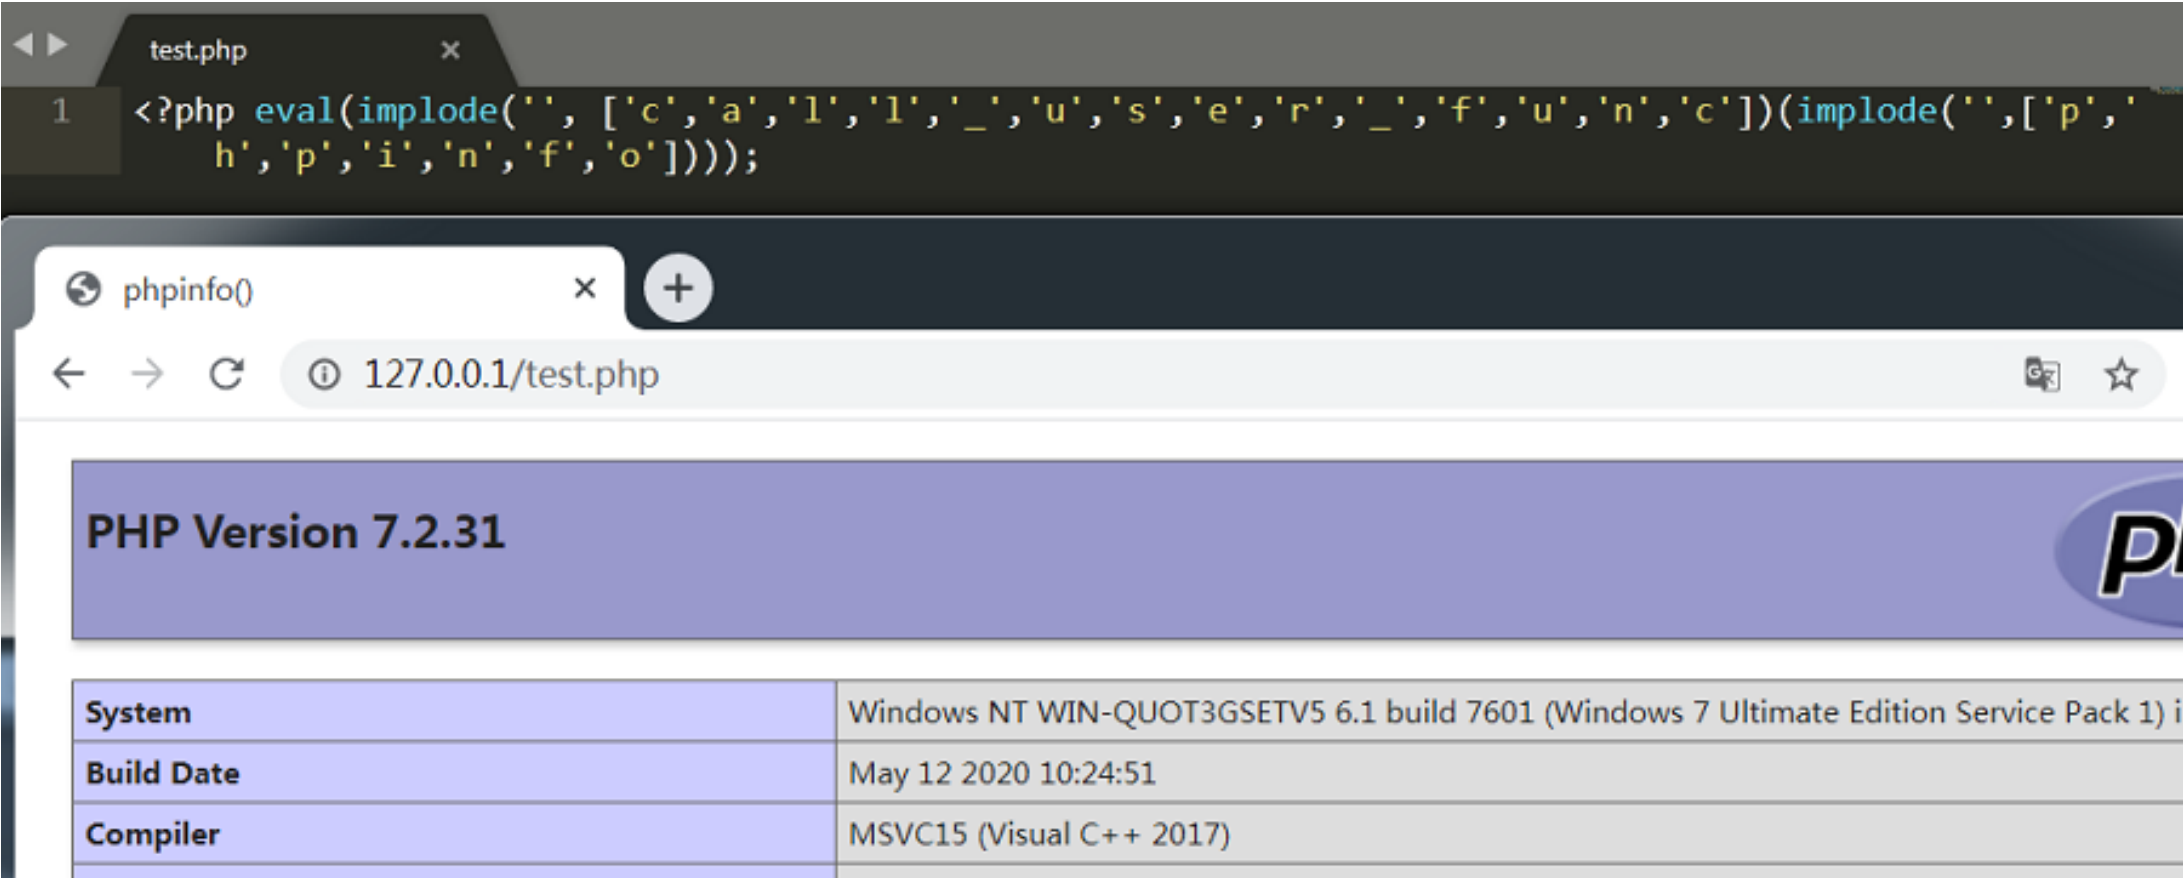 test.php
1 <?php eval(implode('', ['c','a','l','l','_','u','s','e','r','_','f','u','n','c'])(implode('',['p','
h','p','i','n','f','o'])));
phpinfo()
127.0.0.1/test.php
PHP Version 7.2.31
System Windows NT WIN-QUOT3GSETV5 6.1 build 7601 (Windows 7 Ultimate Edition Service Pack 1) i
Build Date May 12 2020 10:24:51
Compiler MSVC15 (Visual C++ 2017)